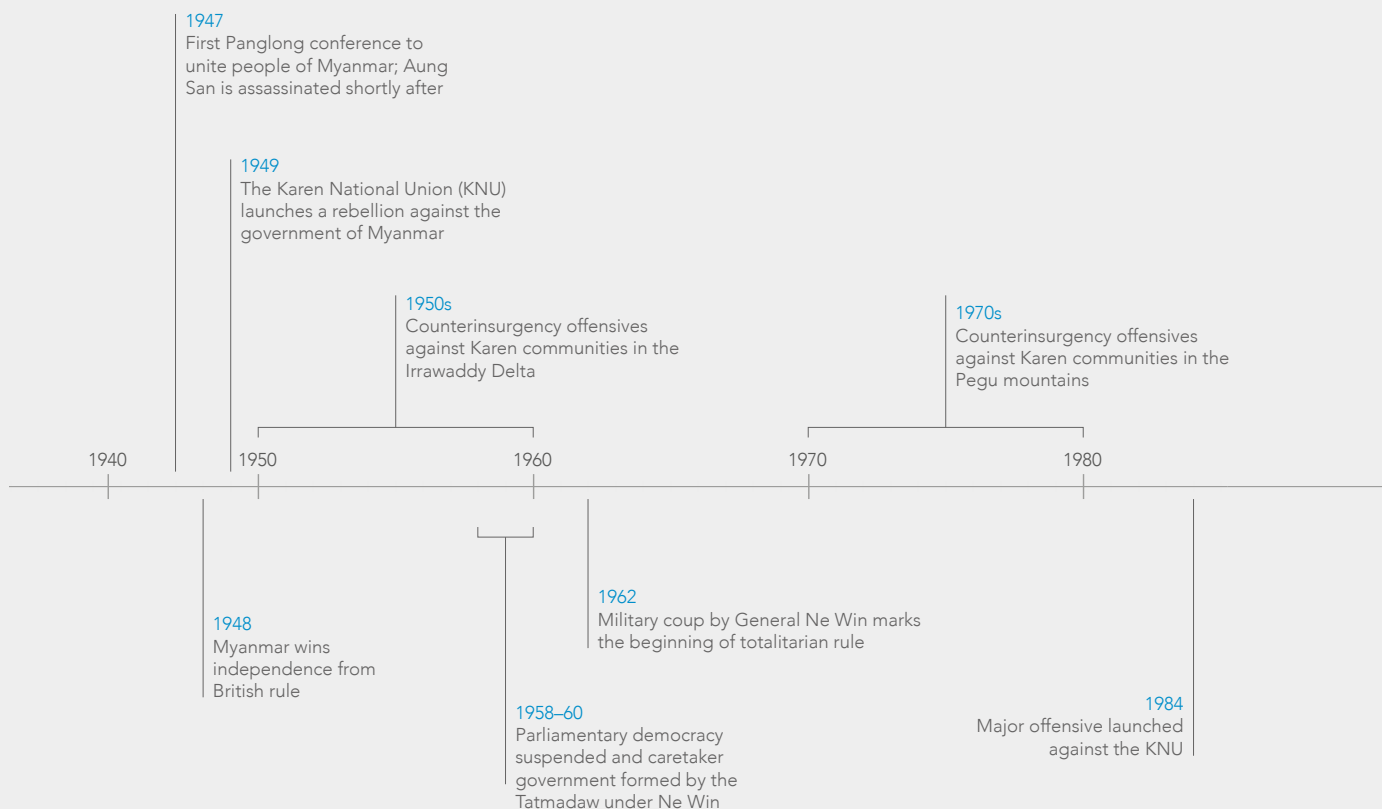 1947
First Panglong conference to
unite people of Myanmar; Aung
San is assassinated shortly after
1949
The Karen National Union (KNU)
launches a rebellion against the
government of Myanmar
1950s
Counterinsurgency offensives
against Karen communities in the
Irrawaddy Delta
1970s
Counterinsurgency offensives
against Karen communities in the
Pegu mountains
1940
1950
1960
1970
1980
1948
Myanmar wins
independence from
British rule
1958–60
Parliamentary democracy
suspended and caretaker
government formed by the
Tatmadaw under Ne Win
1962
Military coup by General Ne Win marks
the beginning of totalitarian rule
1984
Major offensive launched
against the KNU